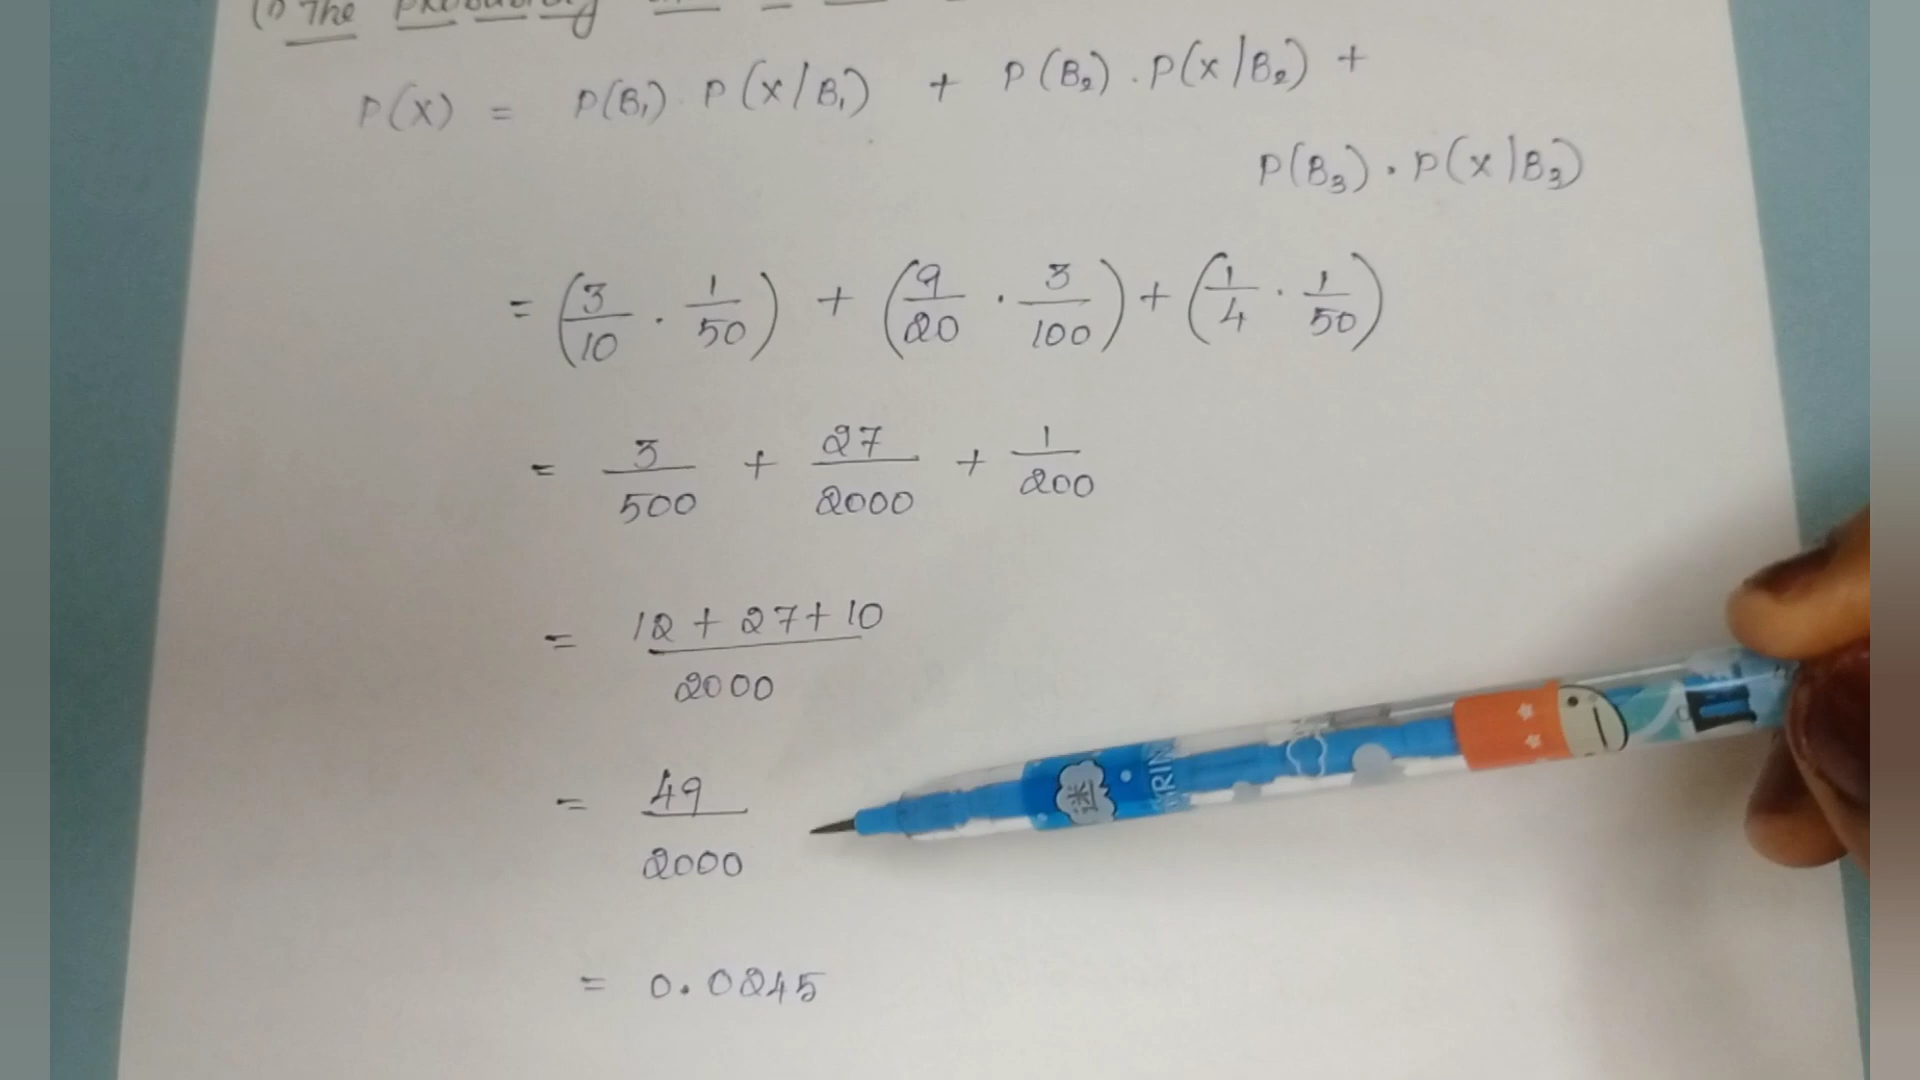 (i) The Probability
P(X) = P(B₁) P(X/B₁) + P(B₂) . P(X|B₂) +
P(B₃) . P(X|B₃)
= (3/10 . 1/50) + (9/20 . 3/100) + (1/4 . 1/50)
= 3/500 + 27/2000 + 1/200
= 12 + 27 + 10 / 2000
= 49/2000
= 0.0245